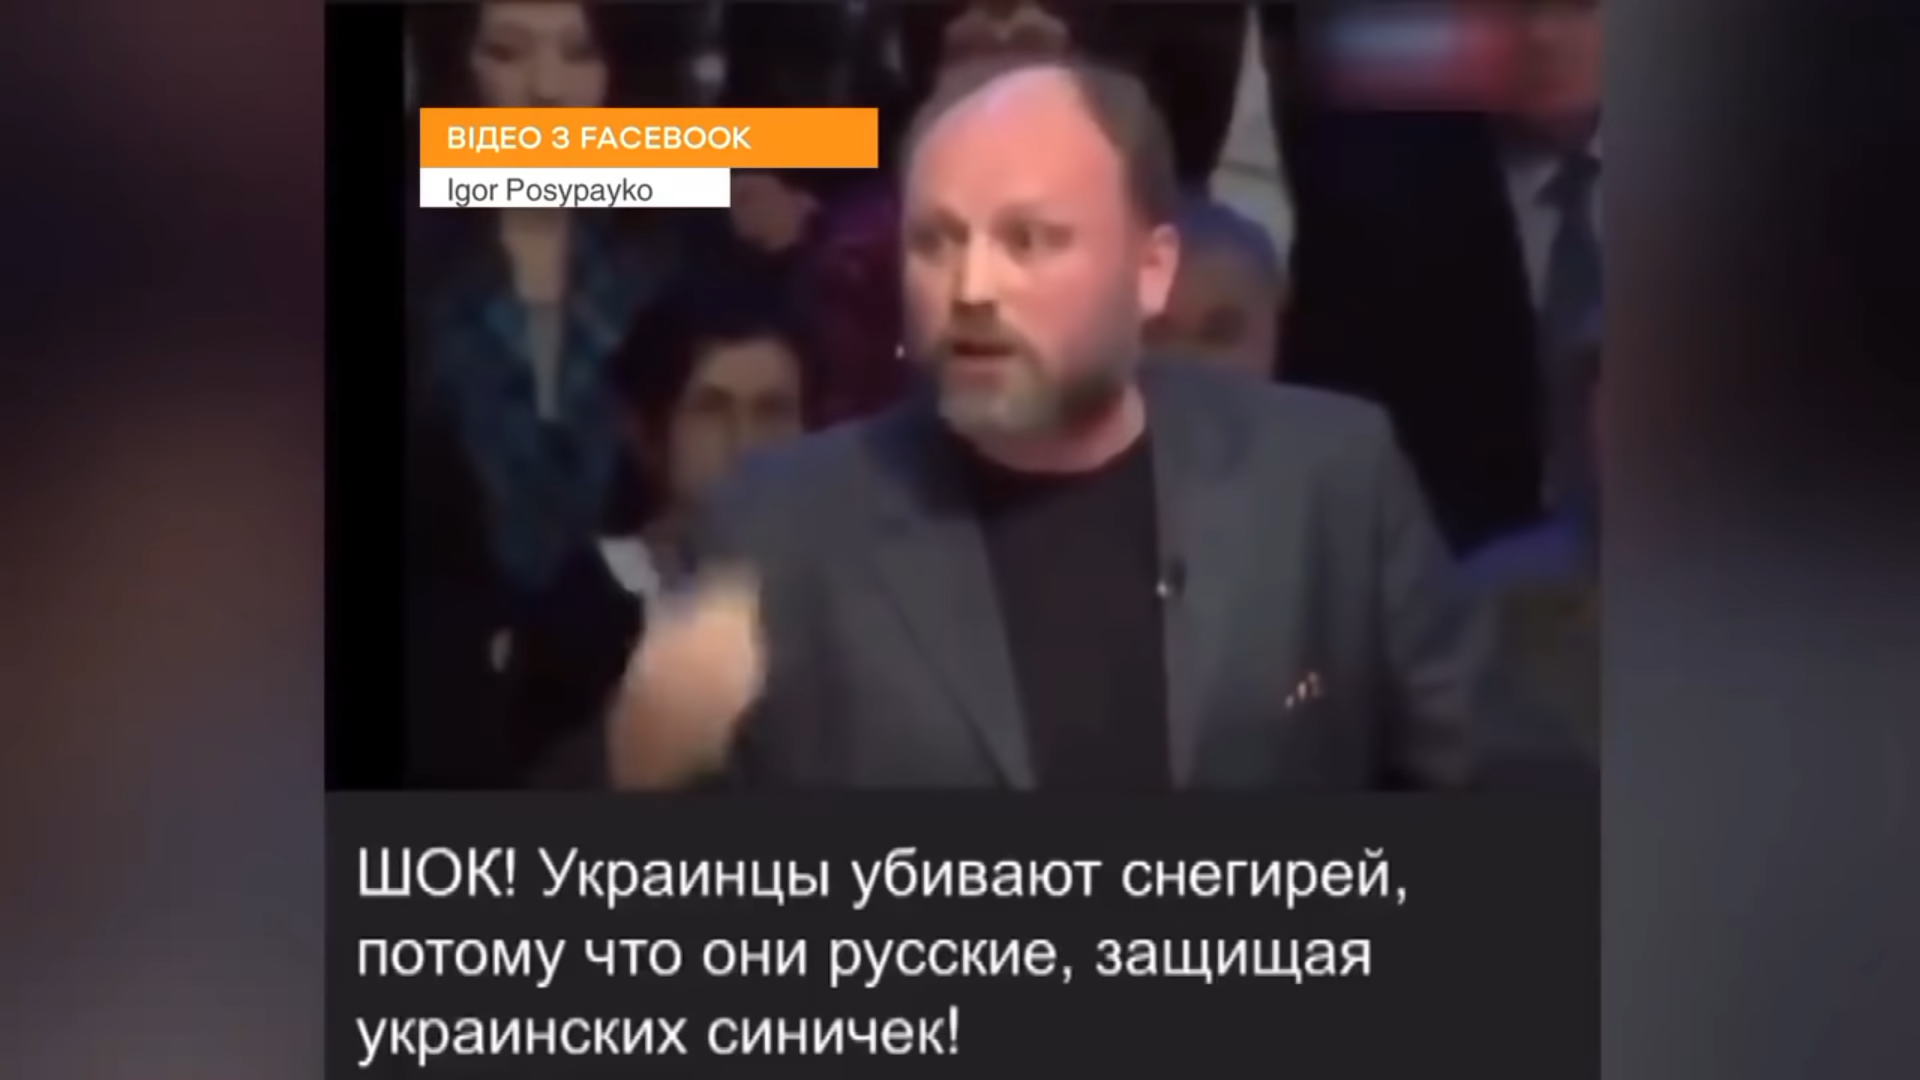 ВІДЕО З FACEBOOK
Igor Posypayko
ШОК! Украинцы убивают снегирей,
потому что они русские, защищая
украинских синичек!